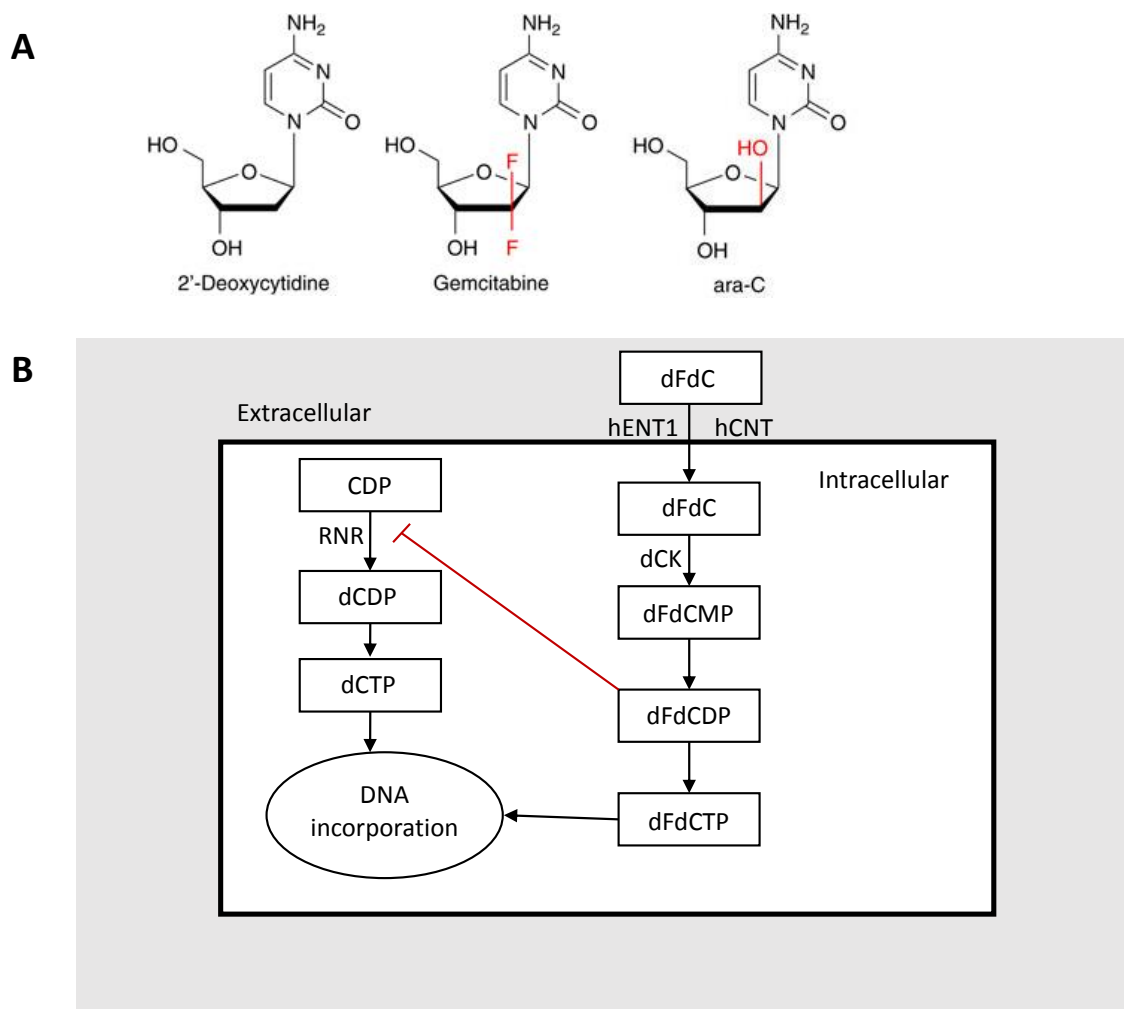 A
NH2
N
N
O
HO
O
OH
2'-Deoxycytidine
NH2
N
N
O
HO
O
F
OH
F
Gemcitabine
NH2
N
N
O
HO
HO
O
OH
ara-C
B
dFdC
Extracellular
hENT1 hCNT
CDP
Intracellular
dFdC
RNR
dCK
dCDP
dFdCMP
dCTP
dFdCDP
DNA
incorporation
dFdCTP